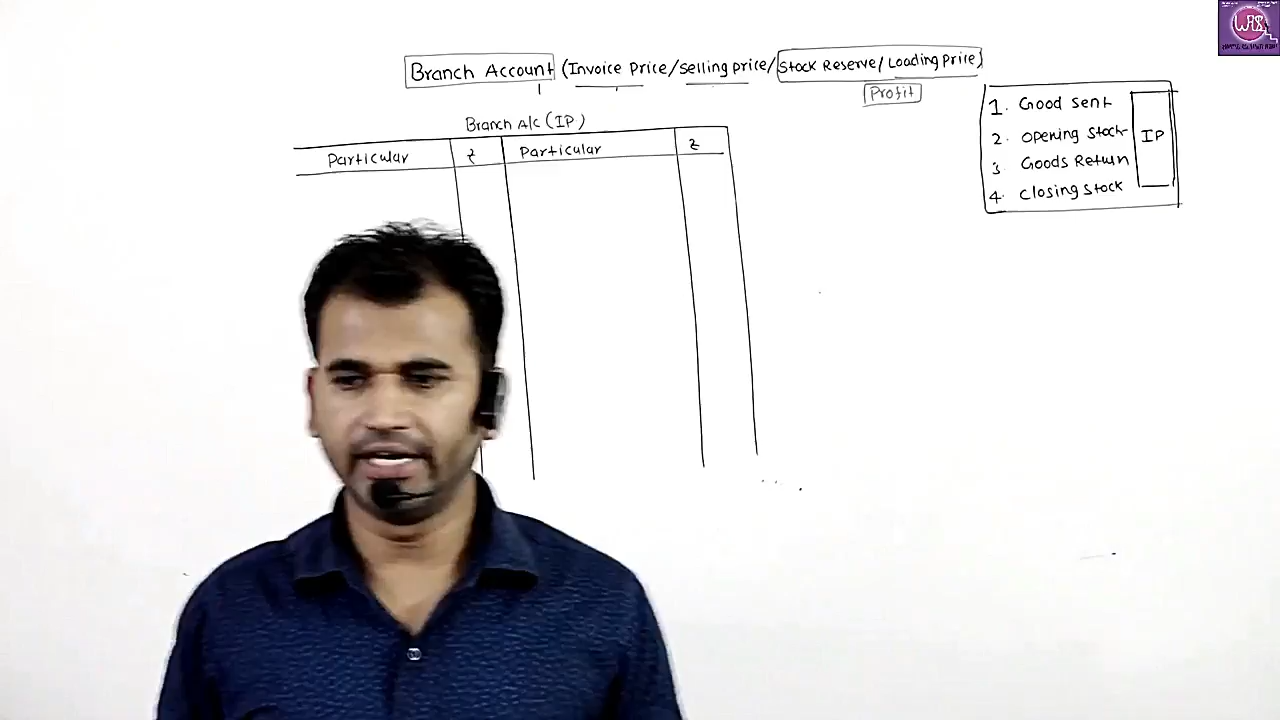 Branch Account (Invoice Price/selling price/Stock Reserve/Loading Price)
Profit
Branch A/c (IP)
Particular ₹ Particular ₹
1. Good sent
2. opening stock
3 Goods Return
4. closing stock
IP